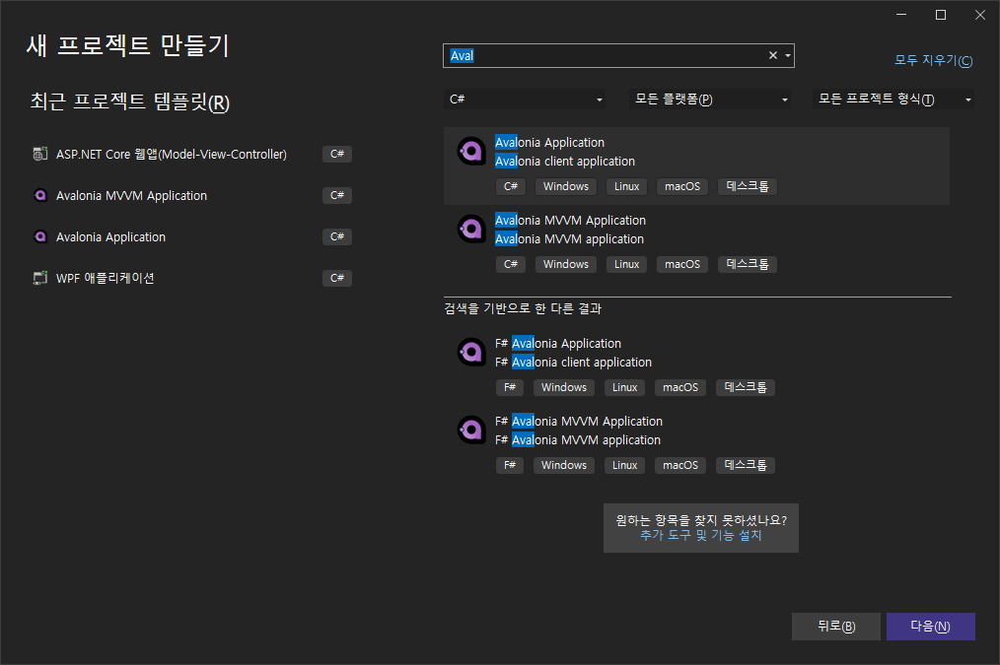 새 프로젝트 만들기
최근 프로젝트 템플릿(R)
ASP.NET Core 웹앱(Model-View-Controller) C#
Avalonia MVVM Application C#
Avalonia Application C#
WPF 애플리케이션 C#
Aval
모두 지우기(C)
C# 모든 플랫폼(P) 모든 프로젝트 형식(T)
Avalonia Application
Avalonia client application
C# Windows Linux macOS 데스크톱
Avalonia MVVM Application
Avalonia MVVM application
C# Windows Linux macOS 데스크톱
검색을 기반으로 한 다른 결과
F# Avalonia Application
F# Avalonia client application
F# Windows Linux macOS 데스크톱
F# Avalonia MVVM Application
F# Avalonia MVVM application
F# Windows Linux macOS 데스크톱
원하는 항목을 찾지 못하셨나요?
추가 도구 및 기능 설치
뒤로(B) 다음(N)